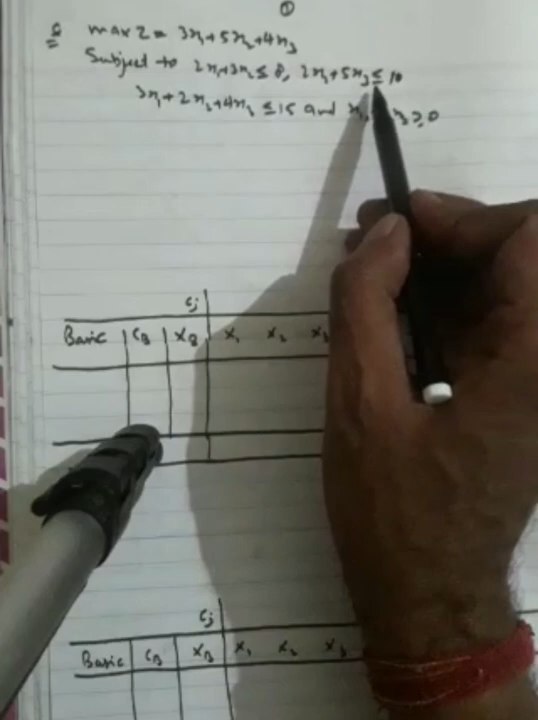 ①
Q max Z = 3x₁+5x₂+4x₃
Subject to 2x₁+3x₂ ≤ 8, 2x₂+5x₃ ≤ 10
3x₁+2x₂+4x₃ ≤ 15 and x₁, x₃ ≥ 0
Cj
Basic CB XB X₁ X₂ X₃
Cj
Basic CB XB X₁ X₂ X₃